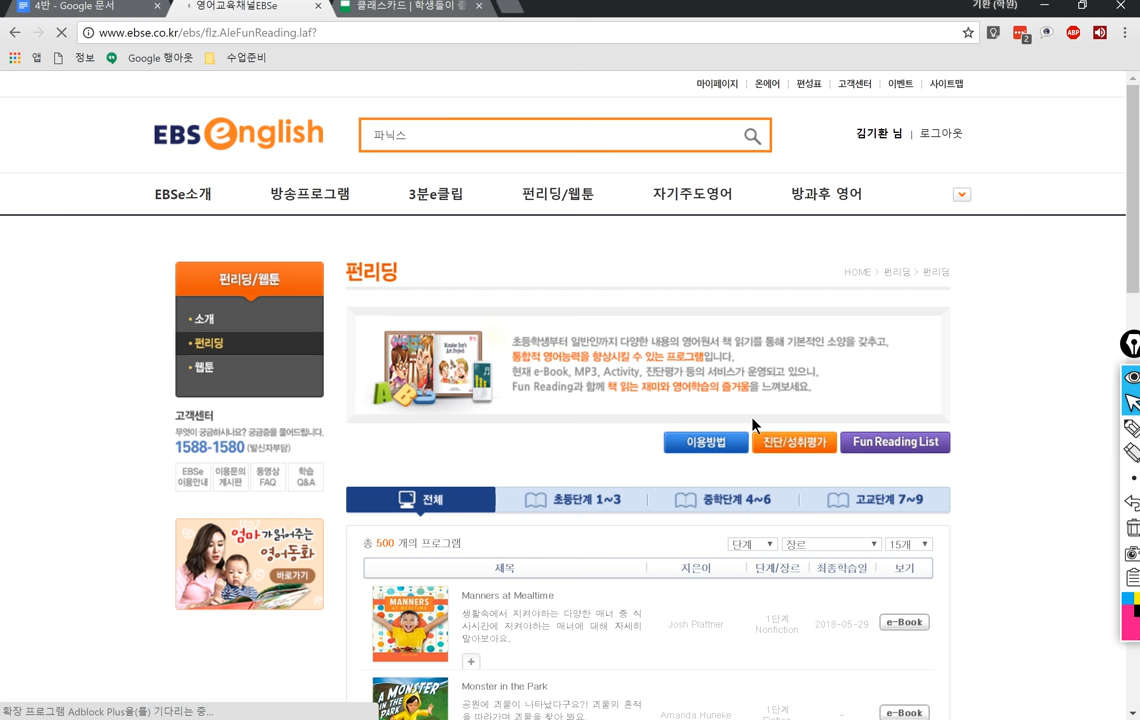 4반 - Google 문서
영어교육채널EBSe
클래스카드 | 학생들이
기환 (학원)
www.ebse.co.kr/ebs/flz.AleFunReading.laf?
2
ABP
앱
정보
Google 행아웃
수업준비
마이페이지 | 온에어 | 편성표 | 고객센터 | 이벤트 | 사이트맵
EBS english
파닉스
김기환 님 | 로그아웃
EBSe소개
방송프로그램
3분e클립
펀리딩/웹툰
자기주도영어
방과후 영어
펀리딩/웹툰
• 소개
• 펀리딩
• 웹툰
고객센터
무엇이 궁금하시나요? 궁금증을 풀어드립니다.
1588-1580 (발신자부담)
EBSe 이용안내
이용문의 게시판
동영상 FAQ
학습 Q&A
엄마가 읽어주는
영어동화
바로가기
펀리딩
HOME > 펀리딩 > 펀리딩
초등학생부터 일반인까지 다양한 내용의 영어원서 책 읽기를 통해 기본적인 소양을 갖추고,
통합적 영어능력을 향상시킬 수 있는 프로그램입니다.
현재 e-Book, MP3, Activity, 진단평가 등의 서비스가 운영되고 있으니,
Fun Reading과 함께 책 읽는 재미와 영어학습의 즐거움을 느껴보세요.
이용방법
진단/성취평가
Fun Reading List
전체
초등단계 1~3
중학단계 4~6
고교단계 7~9
총 500 개의 프로그램
단계
장르
15개
제목
지은이
단계/장르
최종학습일
보기
MANNERS
AT MEALTIME
Manners at Mealtime
생활속에서 지켜야하는 다양한 매너 중 식
사시간에 지켜야하는 매너에 대해 자세히
알아보아요.
+
Josh Plattner
1단계
Nonfiction
2018-05-29
e-Book
A MONSTER
IN THE
PARK
Monster in the Park
공원에 괴물이 나타났다구요?! 괴물의 흔적
을 따라가며 괴물을 찾아 봐요.
Amanda Huneke
1단계
Fiction
-
e-Book
확장 프로그램 Adblock Plus을(를) 기다리는 중...